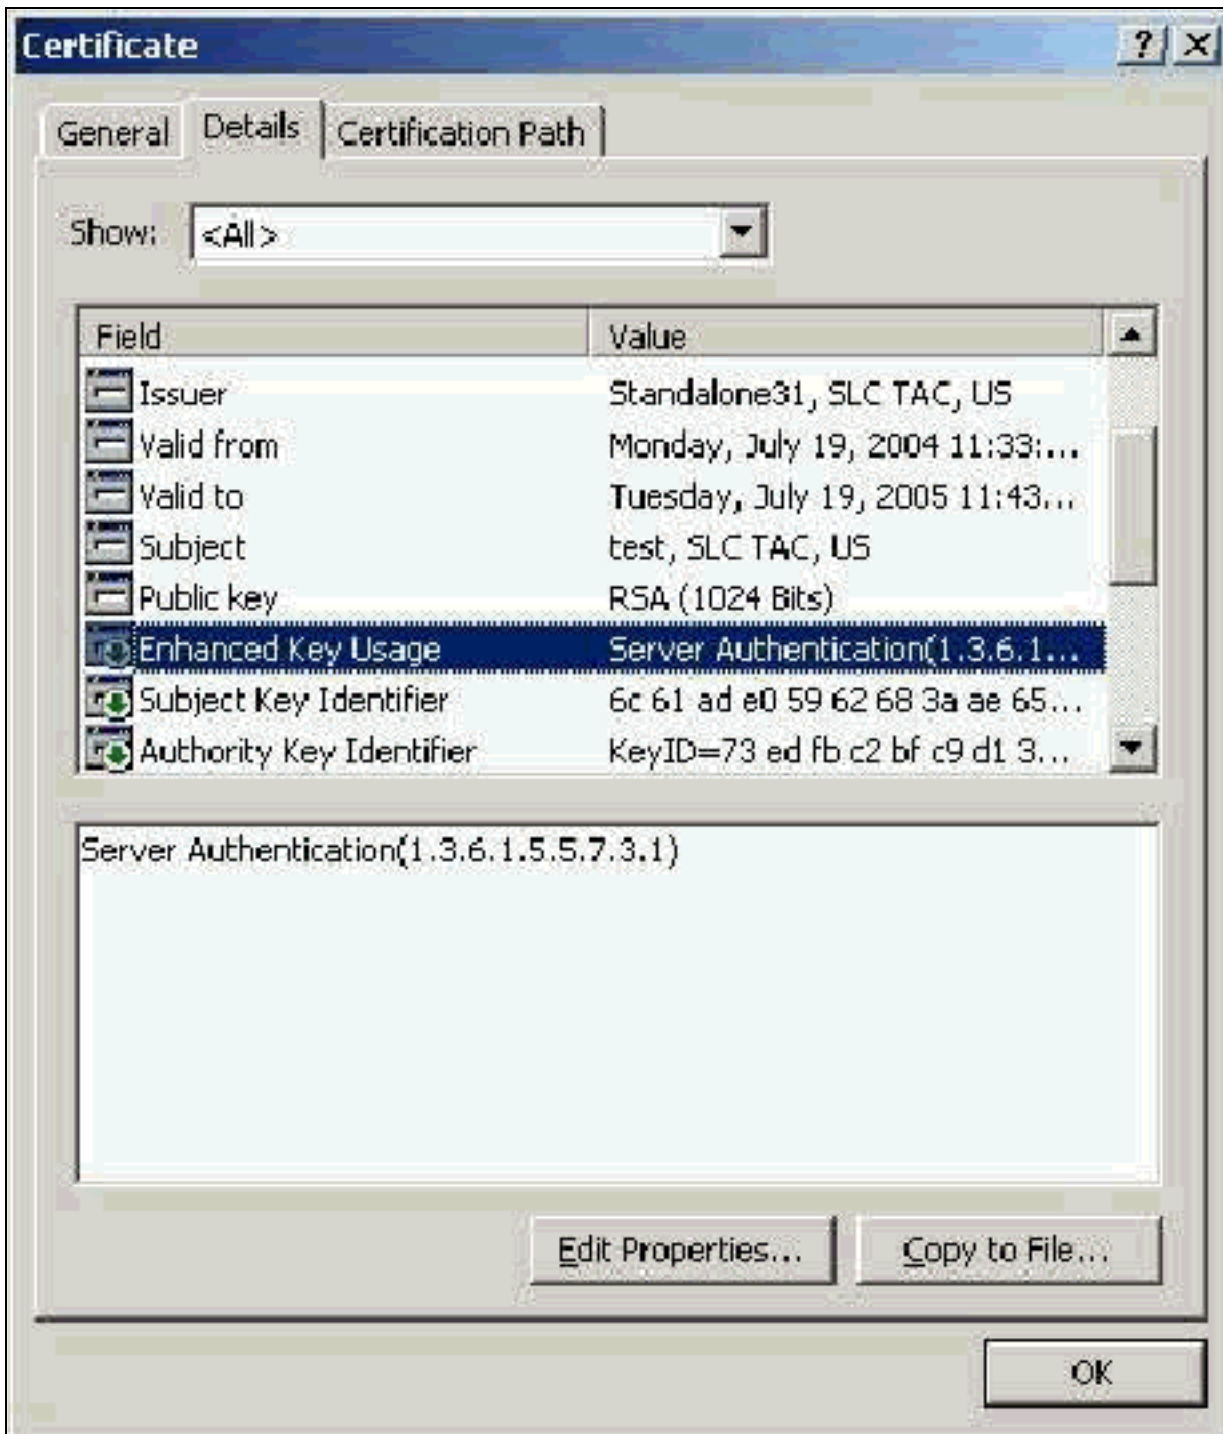 Certificate
General Details Certification Path
Show: <All>
Field Value
Issuer Standalone31, SLC TAC, US
Valid from Monday, July 19, 2004 11:33:...
Valid to Tuesday, July 19, 2005 11:43...
Subject test, SLC TAC, US
Public key RSA (1024 Bits)
Enhanced Key Usage Server Authentication(1.3.6.1...
Subject Key Identifier 6c 61 ad e0 59 62 68 3a ae 65...
Authority Key Identifier KeyID=73 ed fb c2 bf c9 d1 3...
Server Authentication(1.3.6.1.5.5.7.3.1)
Edit Properties... Copy to File...
OK